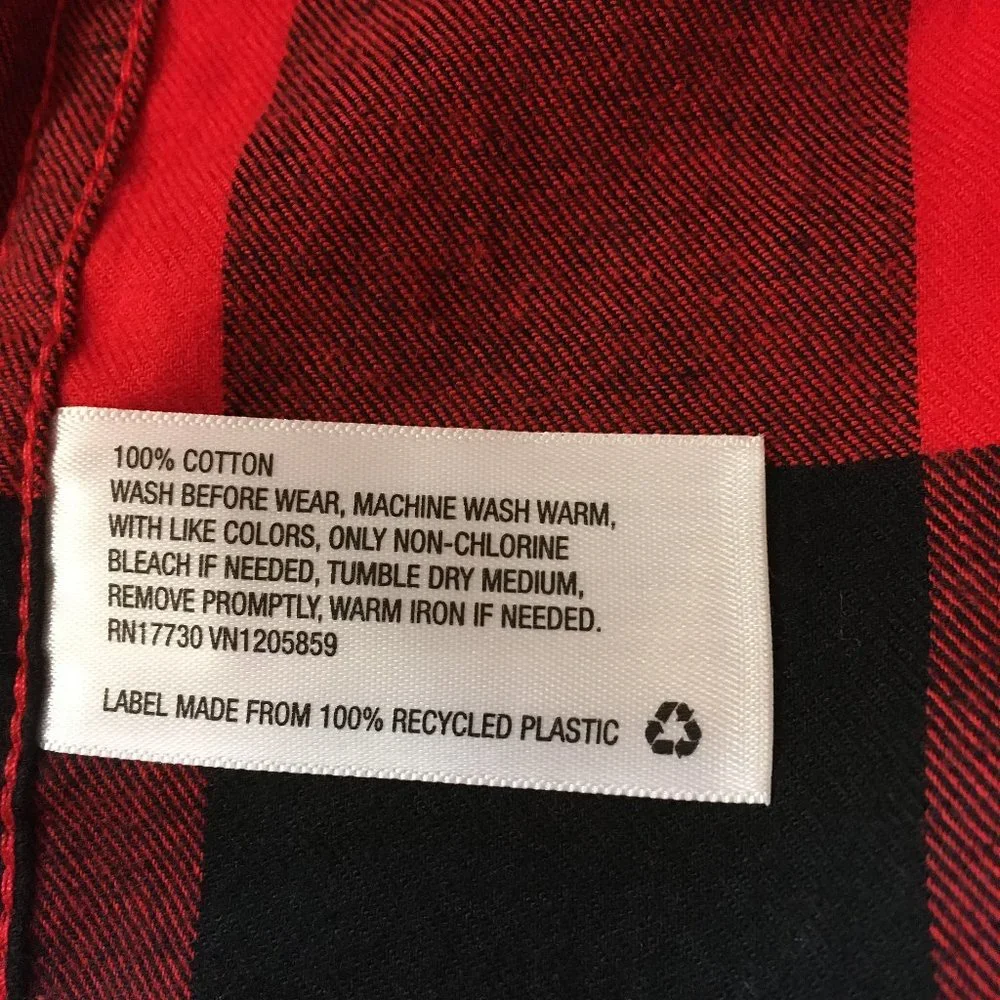 100% COTTON
WASH BEFORE WEAR, MACHINE WASH WARM,
WITH LIKE COLORS, ONLY NON-CHLORINE
BLEACH IF NEEDED, TUMBLE DRY MEDIUM,
REMOVE PROMPTLY, WARM IRON IF NEEDED.
RN17730 VN1205859
LABEL MADE FROM 100% RECYCLED PLASTIC